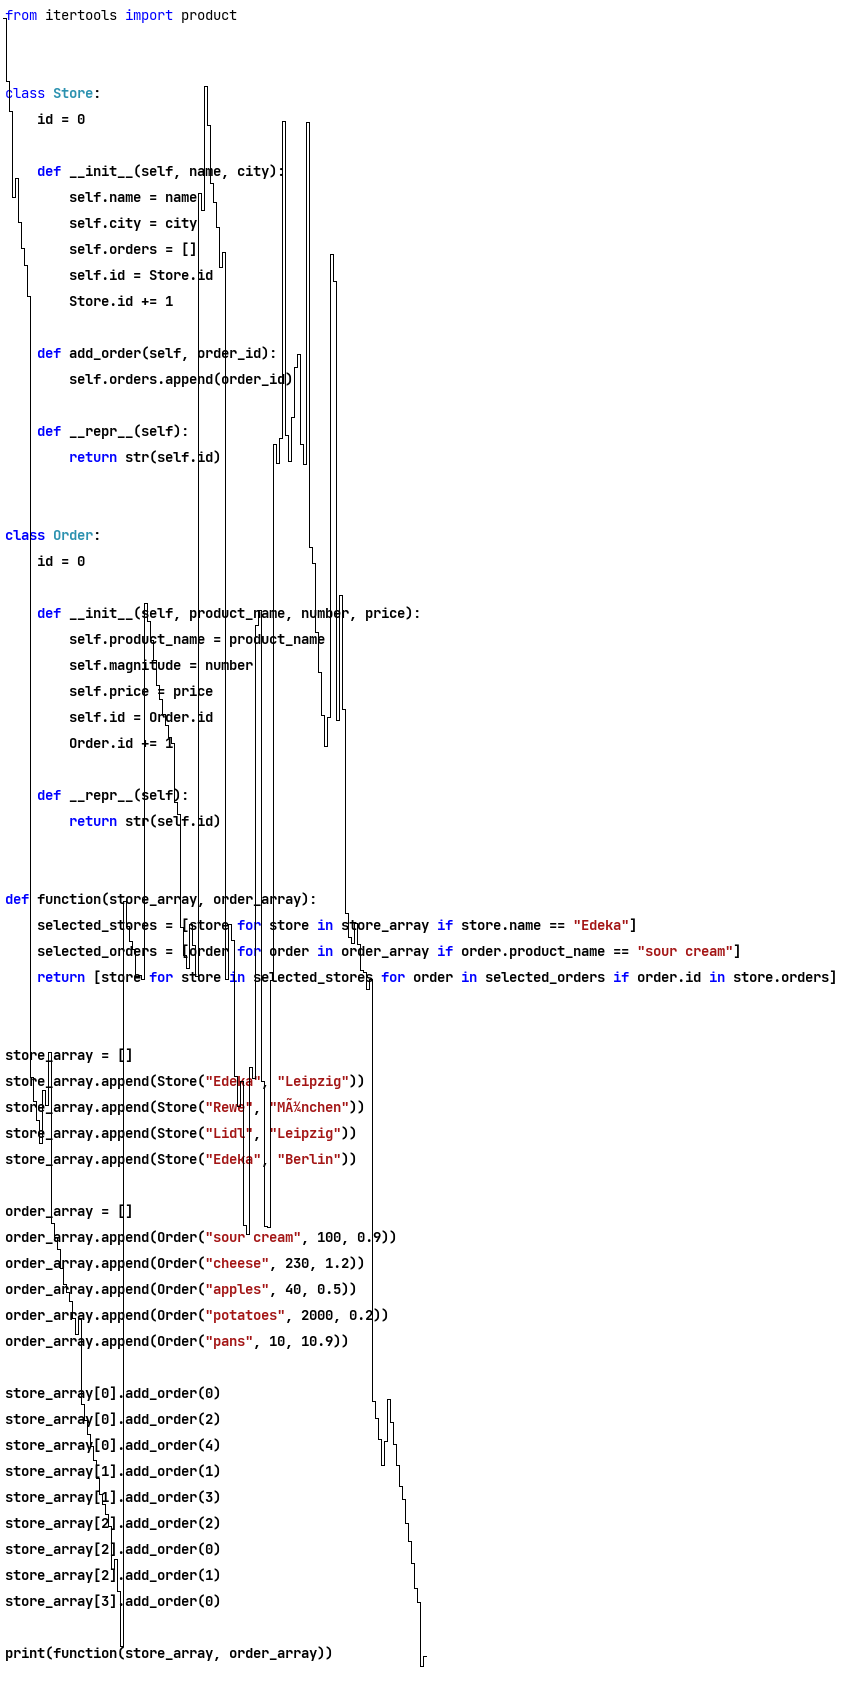 from itertools import product
class Store:
    id = 0
    def __init__(self, name, city):
        self.name = name
        self.city = city
        self.orders = []
        self.id = Store.id
        Store.id += 1
    def add_order(self, order_id):
        self.orders.append(order_id)
    def __repr__(self):
        return str(self.id)
class Order:
    id = 0
    def __init__(self, product_name, number, price):
        self.product_name = product_name
        self.magnitude = number
        self.price = price
        self.id = Order.id
        Order.id += 1
    def __repr__(self):
        return str(self.id)
def function(store_array, order_array):
    selected_stores = [store for store in store_array if store.name == "Edeka"]
    selected_orders = [order for order in order_array if order.product_name == "sour cream"]
    return [store for store in selected_stores for order in selected_orders if order.id in store.orders]
store_array = []
store_array.append(Store("Edeka", "Leipzig"))
store_array.append(Store("Rewe", "MÃ¼nchen"))
store_array.append(Store("Lidl", "Leipzig"))
store_array.append(Store("Edeka", "Berlin"))
order_array = []
order_array.append(Order("sour cream", 100, 0.9))
order_array.append(Order("cheese", 230, 1.2))
order_array.append(Order("apples", 40, 0.5))
order_array.append(Order("potatoes", 2000, 0.2))
order_array.append(Order("pans", 10, 10.9))
store_array[0].add_order(0)
store_array[0].add_order(2)
store_array[0].add_order(4)
store_array[1].add_order(1)
store_array[1].add_order(3)
store_array[2].add_order(2)
store_array[2].add_order(0)
store_array[2].add_order(1)
store_array[3].add_order(0)
print(function(store_array, order_array))